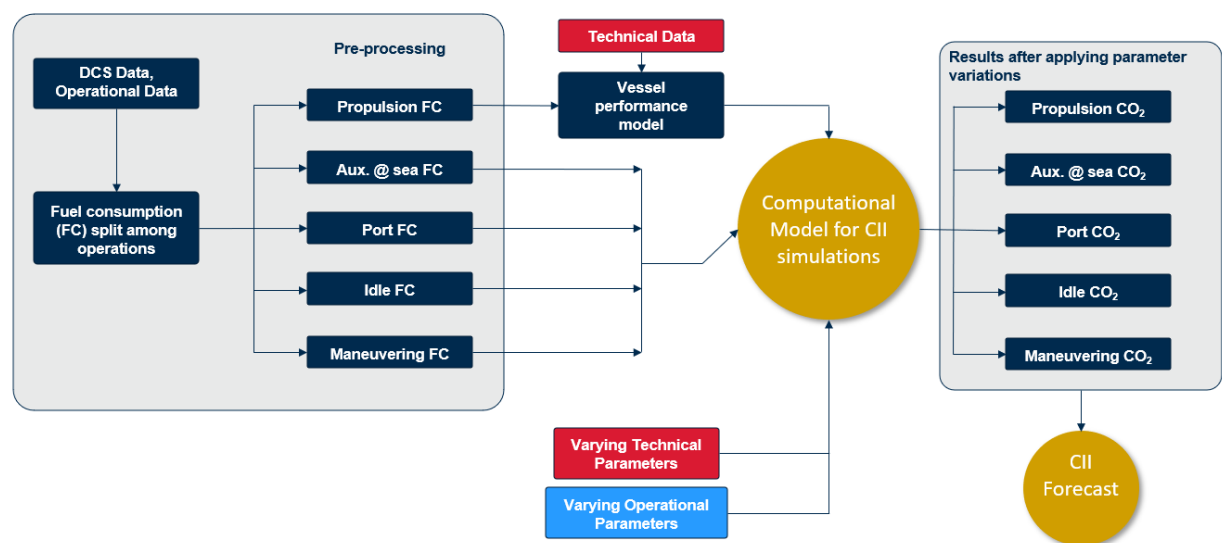 Pre-processing
DCS Data,
Operational Data
Fuel consumption
(FC) split among
operations
Propulsion FC
Aux. @ sea FC
Port FC
Idle FC
Maneuvering FC
Technical Data
Vessel
performance
model
Computational
Model for CII
simulations
Varying Technical
Parameters
Varying Operational
Parameters
Results after applying parameter
variations
Propulsion CO₂
Aux. @ sea CO₂
Port CO₂
Idle CO₂
Maneuvering CO₂
CII
Forecast